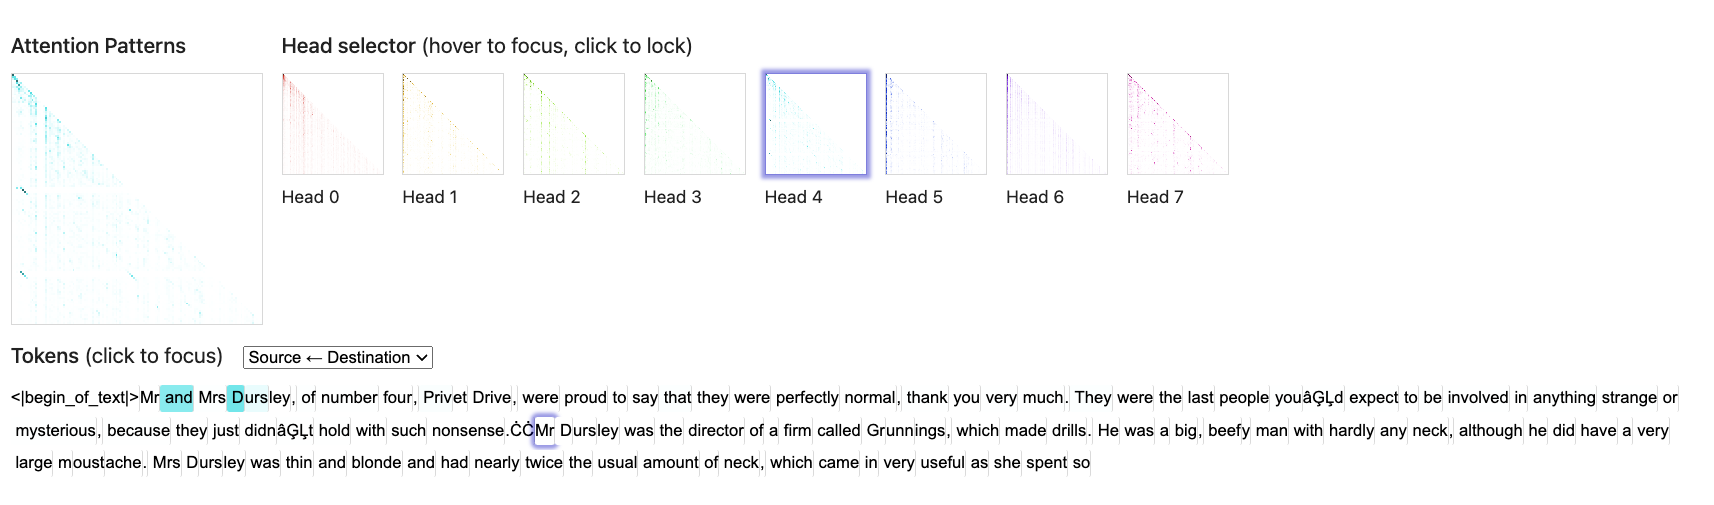 Attention Patterns
Head selector (hover to focus, click to lock)
Head 0
Head 1
Head 2
Head 3
Head 4
Head 5
Head 6
Head 7
Tokens (click to focus)
Source ← Destination
<|begin_of_text|>Mr and Mrs Dursley, of number four, Privet Drive, were proud to say that they were perfectly normal, thank you very much. They were the last people youâĢĻd expect to be involved in anything strange or
mysterious, because they just didnâĢĻt hold with such nonsense.ĊĊMr Dursley was the director of a firm called Grunnings, which made drills. He was a big, beefy man with hardly any neck, although he did have a very
large moustache. Mrs Dursley was thin and blonde and had nearly twice the usual amount of neck, which came in very useful as she spent so